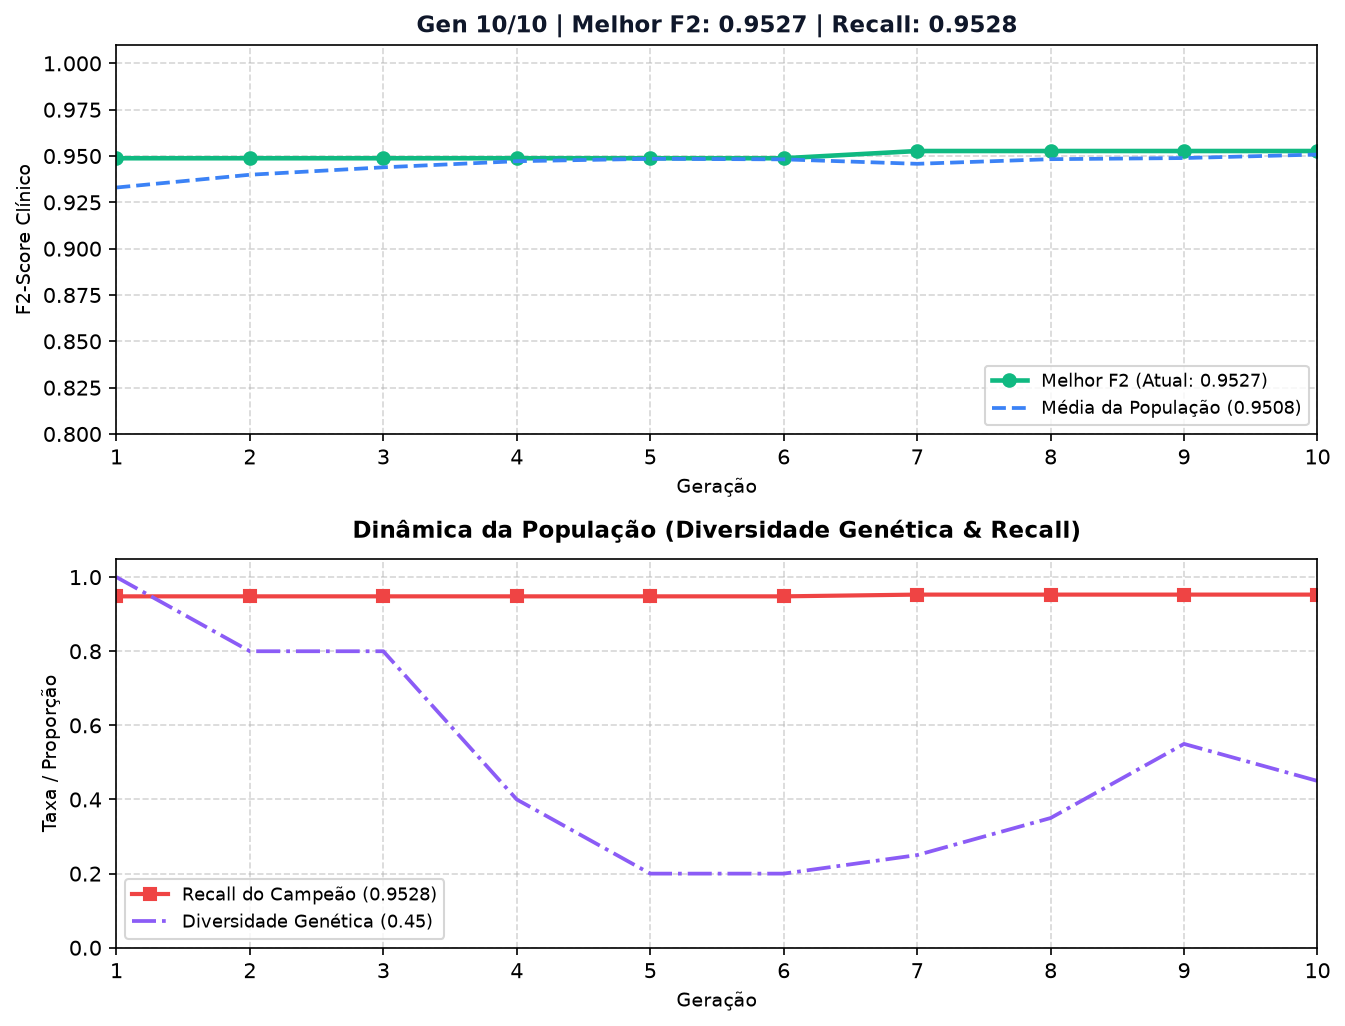 Gen 10/10 | Melhor F2: 0.9527 | Recall: 0.9528
1.000
0.975
0.950
0.925
0.900
0.875
0.850
0.825
0.800
F2-Score Clínico
Melhor F2 (Atual: 0.9527)
Média da População (0.9508)
1 2 3 4 5 6 7 8 9 10
Geração
Dinâmica da População (Diversidade Genética & Recall)
1.0
0.8
0.6
0.4
0.2
0.0
Taxa / Proporção
Recall do Campeão (0.9528)
Diversidade Genética (0.45)
1 2 3 4 5 6 7 8 9 10
Geração